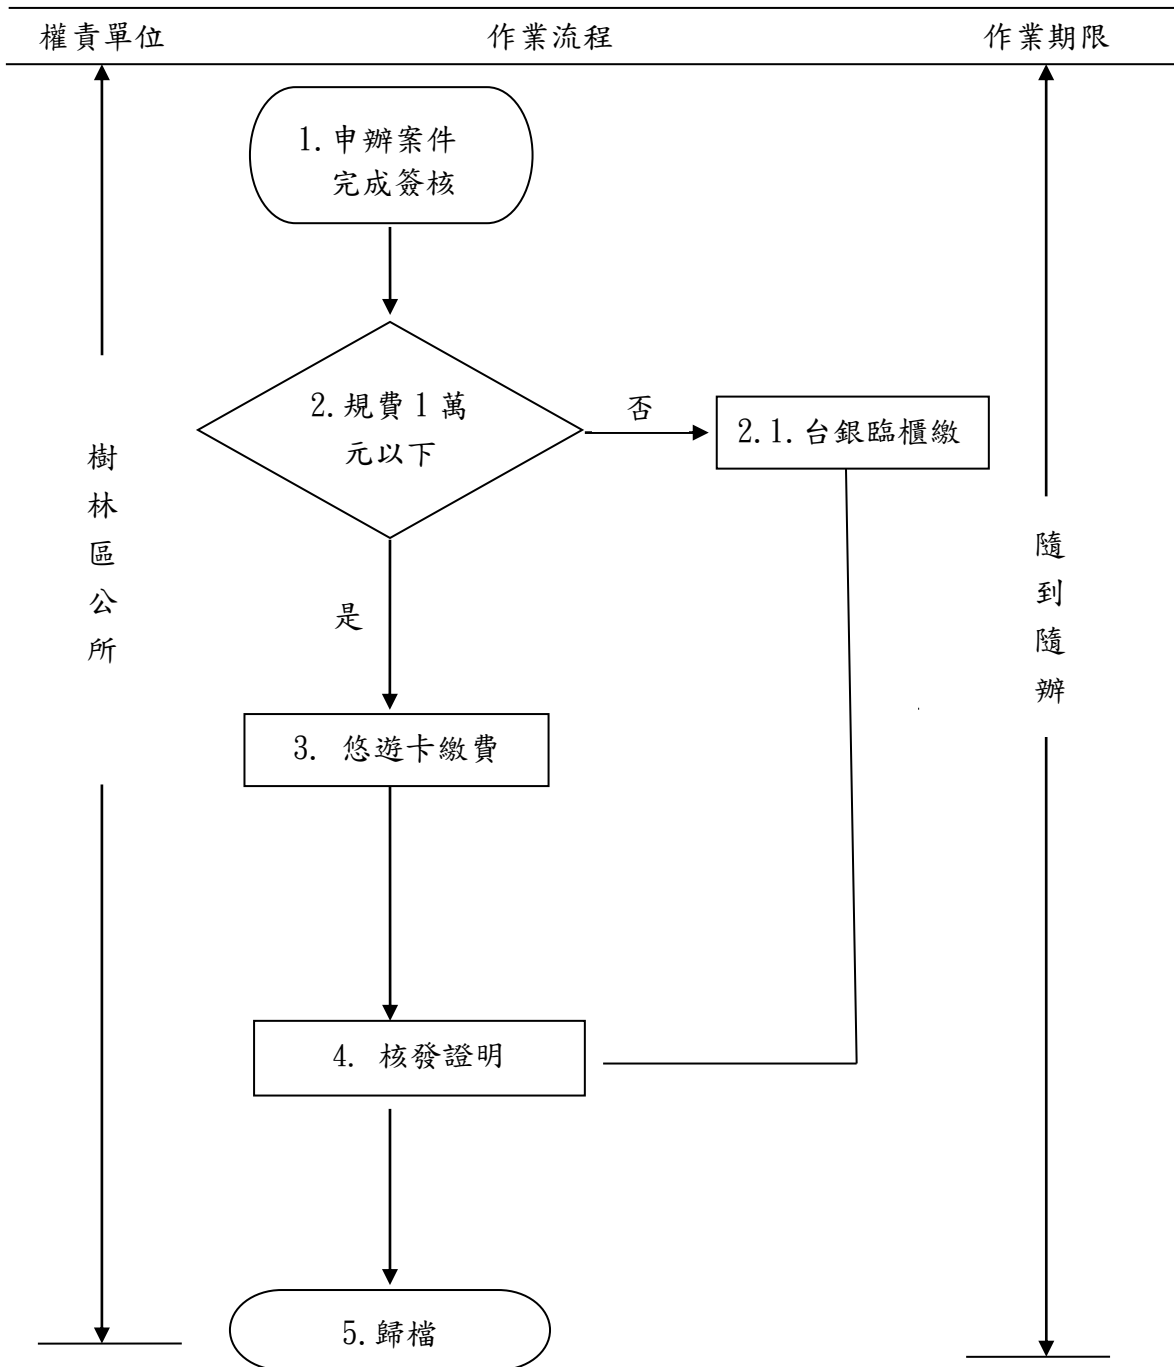 權責單位
作業流程
作業期限
1.申辦案件
完成簽核
2.規費1萬
元以下
否
2.1.台銀臨櫃繳
樹
林
區
公
所
隨
到
隨
辦
是
3. 悠遊卡繳費
4. 核發證明
5.歸檔